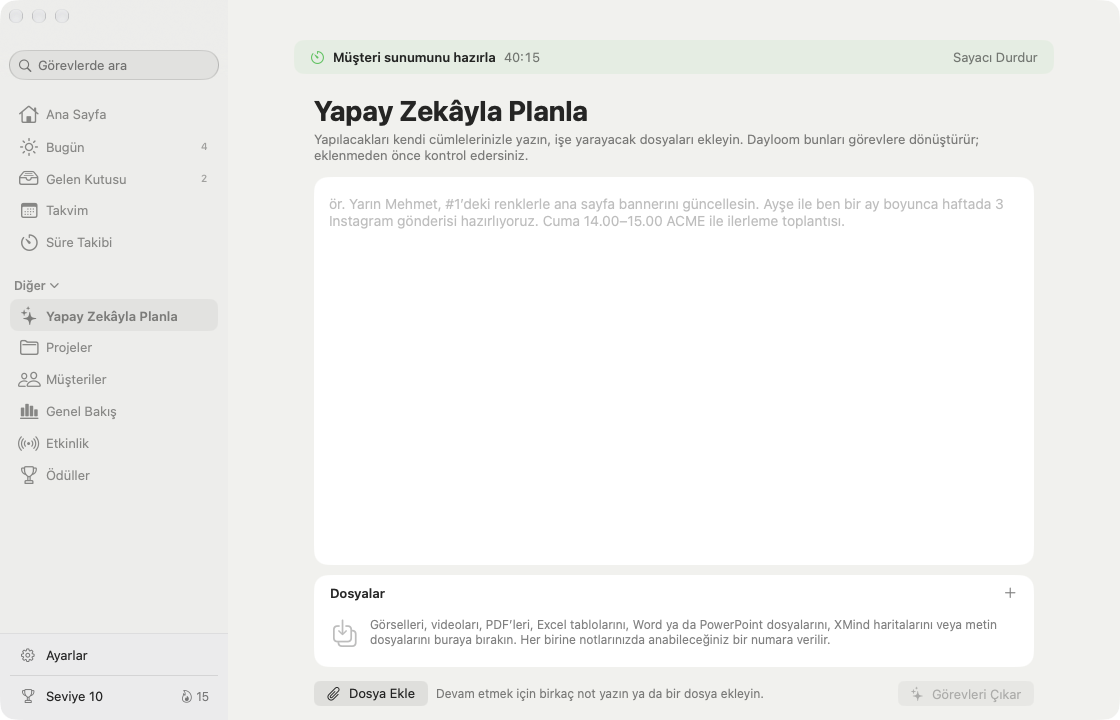 Görevlerde ara
Ana Sayfa
Bugün 4
Gelen Kutusu 2
Takvim
Süre Takibi
Diğer
Yapay Zekâyla Planla
Projeler
Müşteriler
Genel Bakış
Etkinlik
Ödüller
Ayarlar
Seviye 10 15
Müşteri sunumunu hazırla 40:15 Sayacı Durdur
Yapay Zekâyla Planla
Yapılacakları kendi cümlelerinizle yazın, işe yarayacak dosyaları ekleyin. Dayloom bunları görevlere dönüştürür;
eklenmeden önce kontrol edersiniz.
ör. Yarın Mehmet, #1'deki renklerle ana sayfa bannerını güncellesin. Ayşe ile ben bir ay boyunca haftada 3
Instagram gönderisi hazırlıyoruz. Cuma 14.00–15.00 ACME ile ilerleme toplantısı.
Dosyalar
Görselleri, videoları, PDF'leri, Excel tablolarını, Word ya da PowerPoint dosyalarını, XMind haritalarını veya metin
dosyalarını buraya bırakın. Her birine notlarınızda anabileceğiniz bir numara verilir.
Dosya Ekle Devam etmek için birkaç not yazın ya da bir dosya ekleyin. Görevleri Çıkar